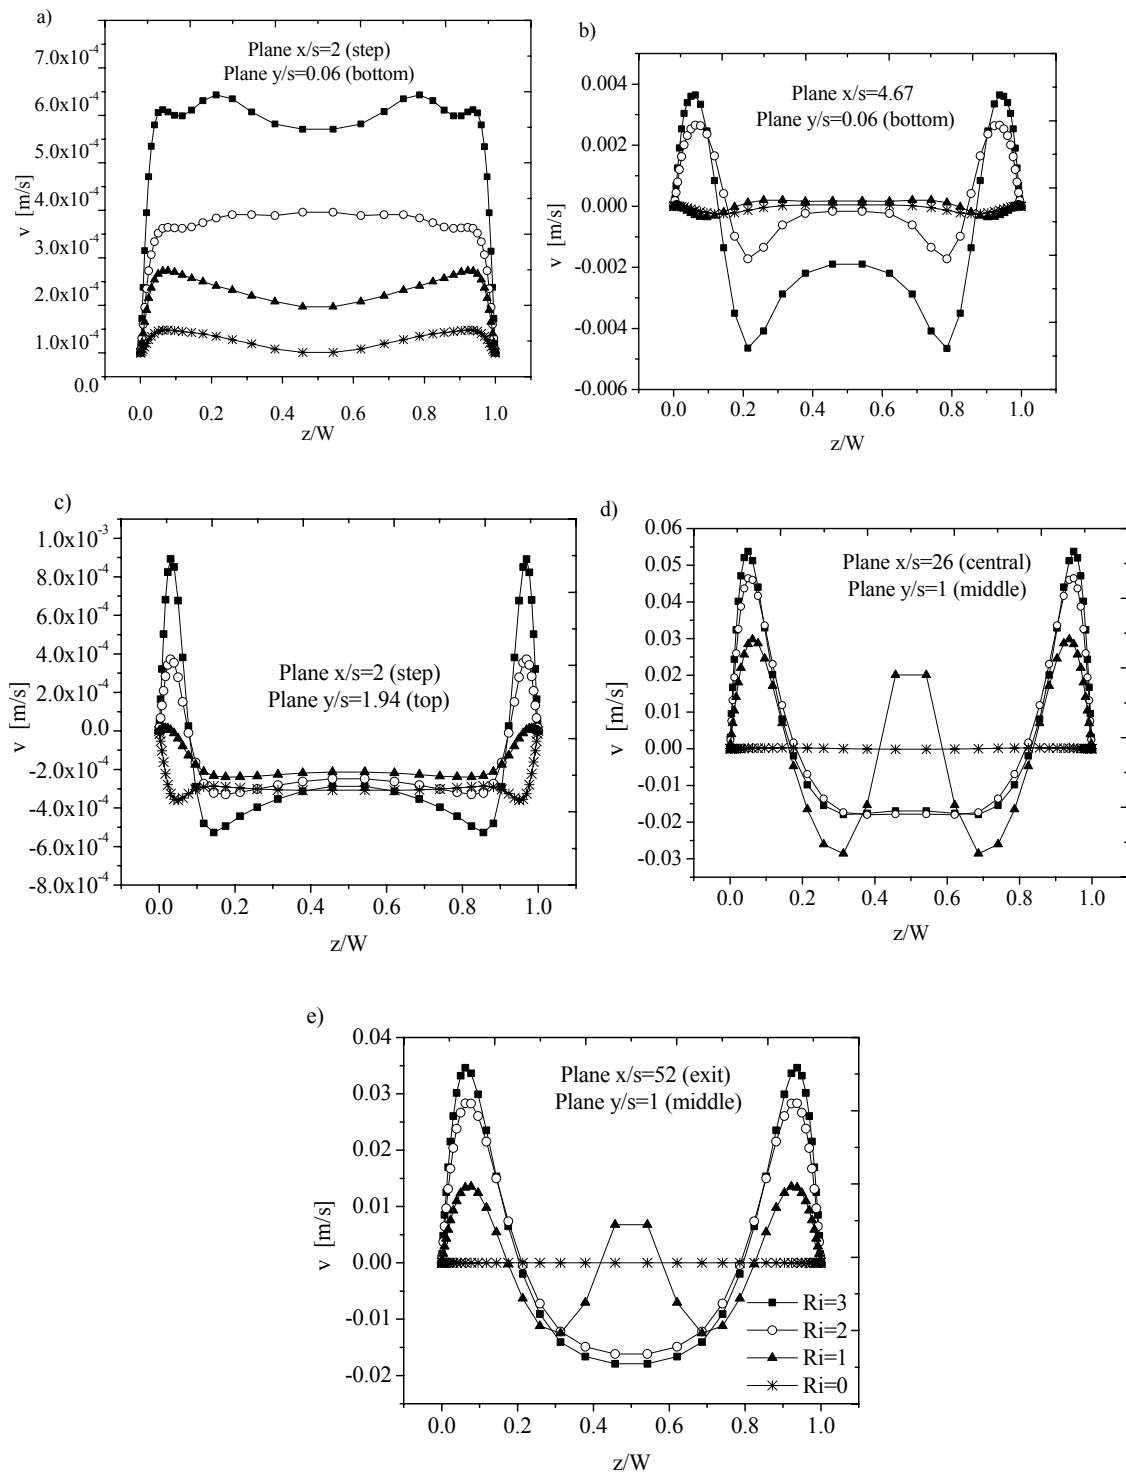 a)
Plane x/s=2 (step)
Plane y/s=0.06 (bottom)
7.0x10⁻⁴
6.0x10⁻⁴
5.0x10⁻⁴
4.0x10⁻⁴
3.0x10⁻⁴
2.0x10⁻⁴
1.0x10⁻⁴
0.0
v [m/s]
0.0 0.2 0.4 0.6 0.8 1.0
z/W
b)
Plane x/s=4.67
Plane y/s=0.06 (bottom)
0.004
0.002
0.000
-0.002
-0.004
-0.006
v [m/s]
0.0 0.2 0.4 0.6 0.8 1.0
z/W
c)
1.0x10⁻³
8.0x10⁻⁴
6.0x10⁻⁴
4.0x10⁻⁴
2.0x10⁻⁴
0.0
-2.0x10⁻⁴
-4.0x10⁻⁴
-6.0x10⁻⁴
-8.0x10⁻⁴
v [m/s]
Plane x/s=2 (step)
Plane y/s=1.94 (top)
0.0 0.2 0.4 0.6 0.8 1.0
z/W
d)
Plane x/s=26 (central)
Plane y/s=1 (middle)
0.06
0.05
0.04
0.03
0.02
0.01
0.00
-0.01
-0.02
-0.03
v [m/s]
0.0 0.2 0.4 0.6 0.8 1.0
z/W
e)
Plane x/s=52 (exit)
Plane y/s=1 (middle)
0.04
0.03
0.02
0.01
0.00
-0.01
-0.02
v [m/s]
Ri=3
Ri=2
Ri=1
Ri=0
0.0 0.2 0.4 0.6 0.8 1.0
z/W